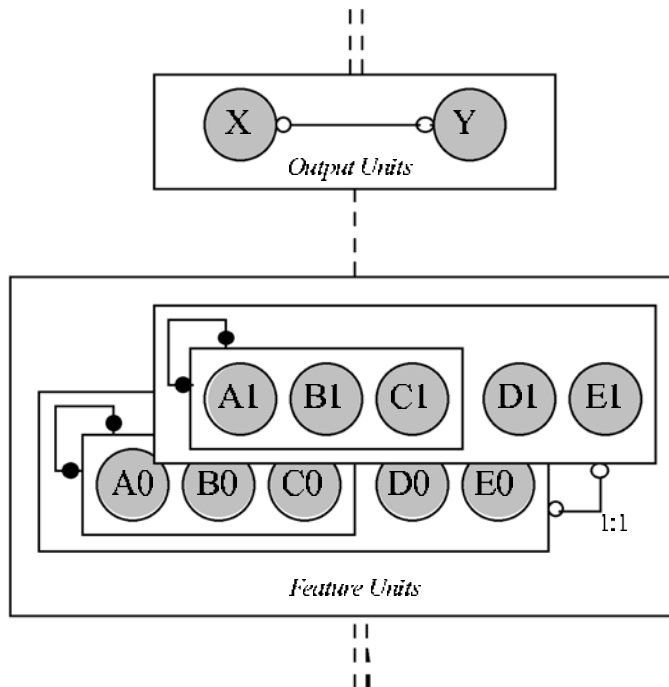 X Y
Output Units
A1 B1 C1 D1 E1
A0 B0 C0 D0 E0
1:1
Feature Units